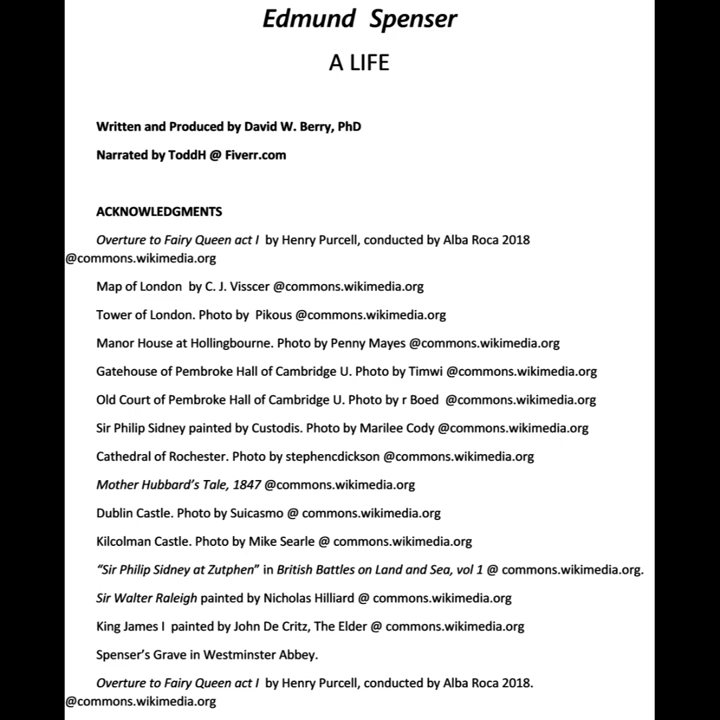 Edmund Spenser
A LIFE
Written and Produced by David W. Berry, PhD
Narrated by ToddH @ Fiverr.com
ACKNOWLEDGMENTS
Overture to Fairy Queen act I by Henry Purcell, conducted by Alba Roca 2018
@commons.wikimedia.org
Map of London by C. J. Visscer @commons.wikimedia.org
Tower of London. Photo by Pikous @commons.wikimedia.org
Manor House at Hollingbourne. Photo by Penny Mayes @commons.wikimedia.org
Gatehouse of Pembroke Hall of Cambridge U. Photo by Timwi @commons.wikimedia.org
Old Court of Pembroke Hall of Cambridge U. Photo by r Boed @commons.wikimedia.org
Sir Philip Sidney painted by Custodis. Photo by Marilee Cody @commons.wikimedia.org
Cathedral of Rochester. Photo by stephencdickson @commons.wikimedia.org
Mother Hubbard's Tale, 1847 @commons.wikimedia.org
Dublin Castle. Photo by Suicasmo @ commons.wikimedia.org
Kilcolman Castle. Photo by Mike Searle @ commons.wikimedia.org
“Sir Philip Sidney at Zutphen” in British Battles on Land and Sea, vol 1 @ commons.wikimedia.org.
Sir Walter Raleigh painted by Nicholas Hilliard @ commons.wikimedia.org
King James I painted by John De Critz, The Elder @ commons.wikimedia.org
Spenser’s Grave in Westminster Abbey.
Overture to Fairy Queen act I by Henry Purcell, conducted by Alba Roca 2018.
@commons.wikimedia.org